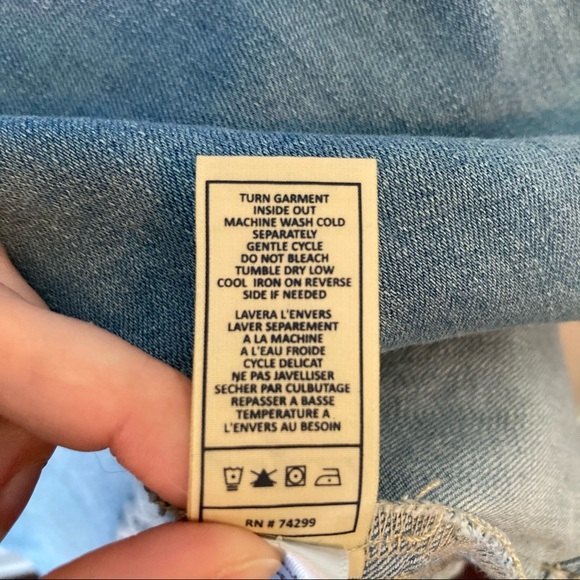 TURN GARMENT
INSIDE OUT
MACHINE WASH COLD
SEPARATELY
GENTLE CYCLE
DO NOT BLEACH
TUMBLE DRY LOW
COOL IRON ON REVERSE
SIDE IF NEEDED
LAVERA L'ENVERS
LAVER SEPAREMENT
A LA MACHINE
A L'EAU FROIDE
CYCLE DELICAT
NE PAS JAVELLISER
SECHER PAR CULBUTAGE
REPASSER A BASSE
TEMPERATURE A
L'ENVERS AU BESOIN
RN # 74299